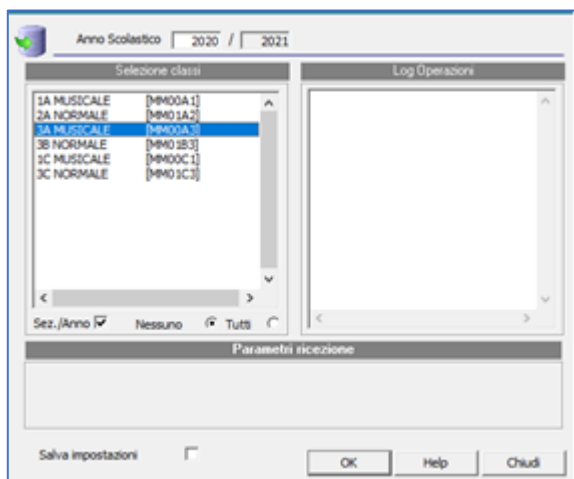 Anno Scolastico 2020 / 2021
Selezione classi
Log Operazioni
1A MUSICALE [MM00A1]
2A NORMALE [MM01A2]
3A MUSICALE [MM00A3]
3B NORMALE [MM01B3]
1C MUSICALE [MM00C1]
3C NORMALE [MM01C3]
Sez./Anno Nessuno Tutti
Parametri ricezione
Salva impostazioni
OK Help Chiudi